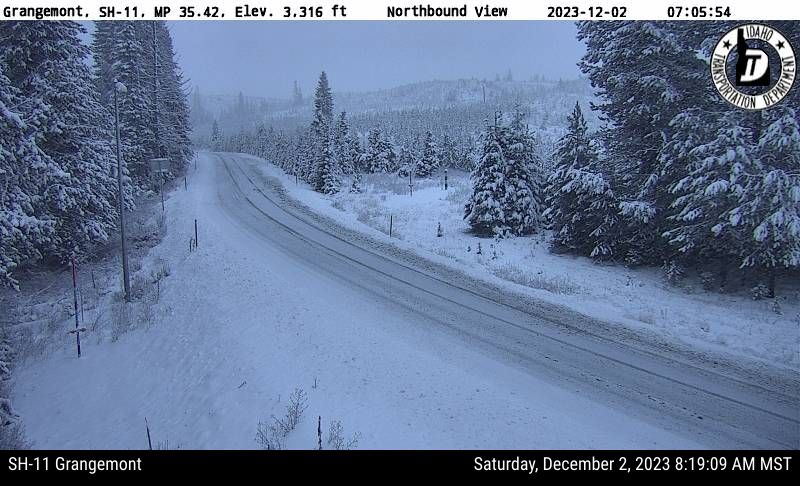 Grangemont, SH-11, MP 35.42, Elev. 3,316 ft Northbound View 2023-12-02 07:05:54
IDAHO
TRANSPORTATION DEPARTMENT
SH-11 Grangemont Saturday, December 2, 2023 8:19:09 AM MST